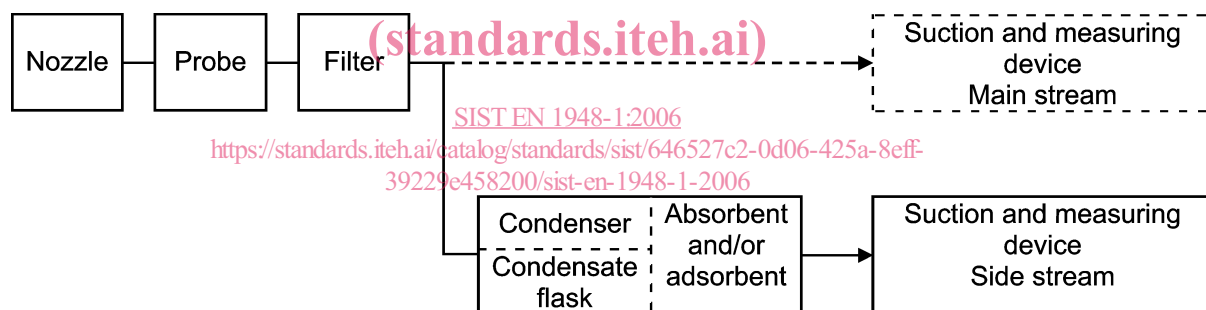 (standards.iteh.ai)
Nozzle
Probe
Filter
Suction and measuring
device
Main stream
SIST EN 1948-1:2006
https://standards.iteh.ai/catalog/standards/sist/646527c2-0d06-425a-8eff-
39229e458200/sist-en-1948-1-2006
Condenser
Condensate
flask
Absorbent
and/or
adsorbent
Suction and measuring
device
Side stream